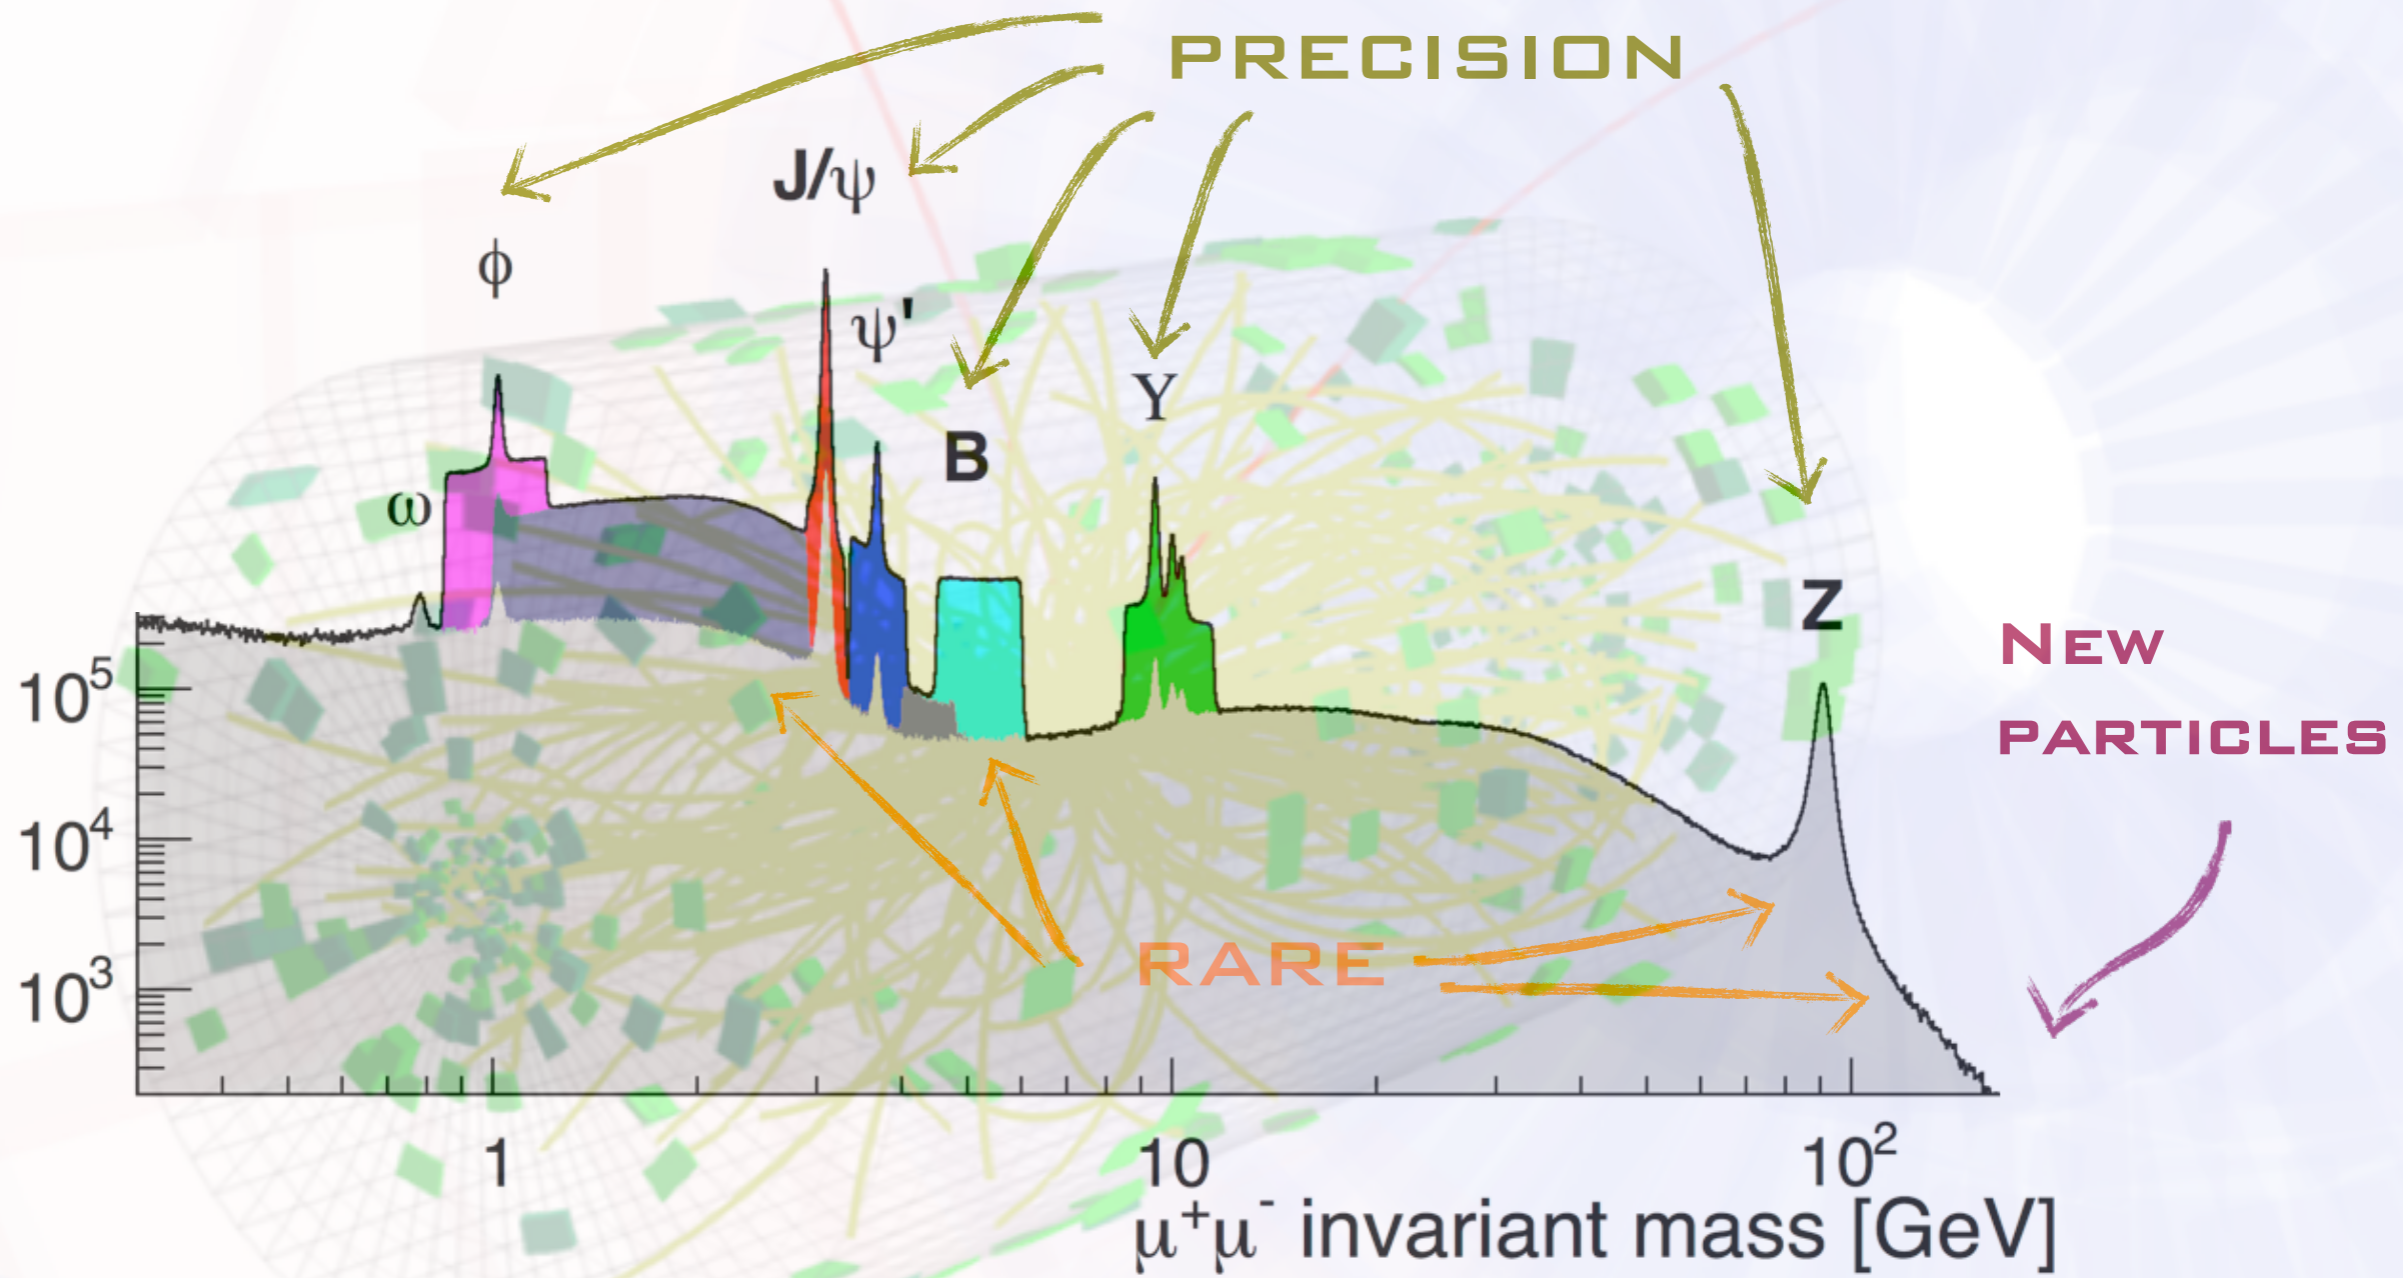 PRECISION
J/ψ
ϕ
ψ'
Υ
B
ω
Z
NEW
PARTICLES
10⁵
10⁴
10³
RARE
1
10
10²
μ⁺μ⁻ invariant mass [GeV]